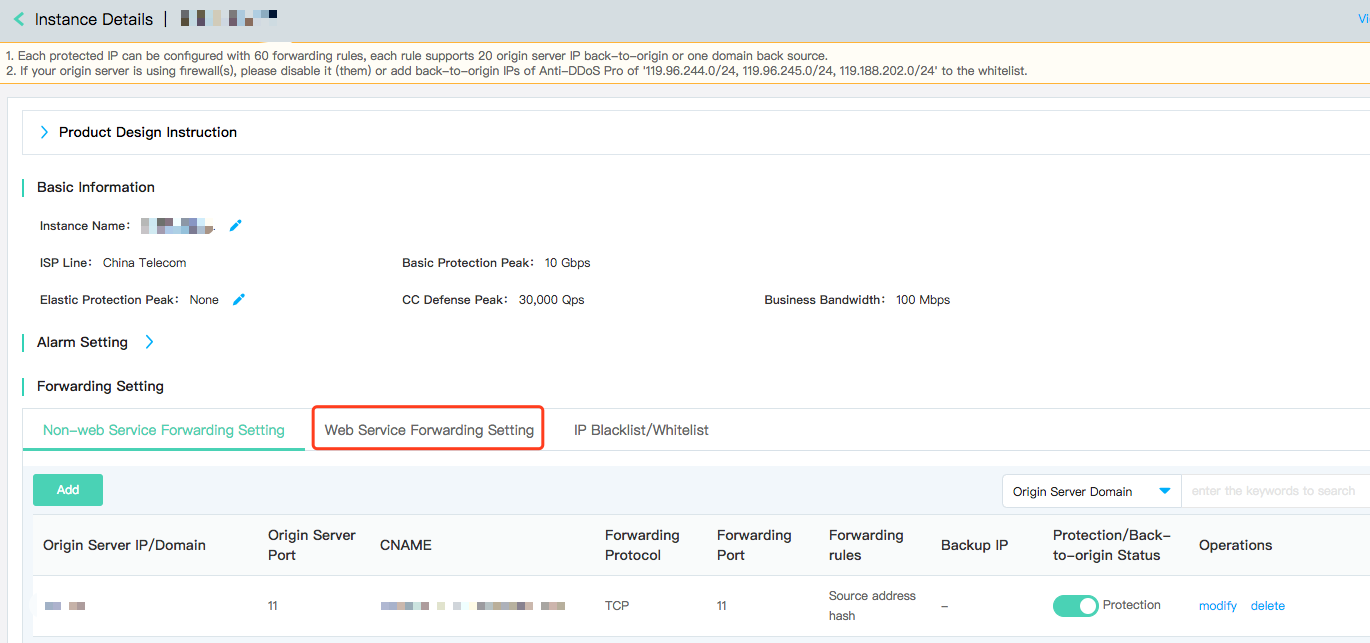 Instance Details |
Vi
1. Each protected IP can be configured with 60 forwarding rules, each rule supports 20 origin server IP back-to-origin or one domain back source.
2. If your origin server is using firewall(s), please disable it (them) or add back-to-origin IPs of Anti-DDoS Pro of '119.96.244.0/24, 119.96.245.0/24, 119.188.202.0/24' to the whitelist.
Product Design Instruction
Basic Information
Instance Name:
ISP Line: China Telecom Basic Protection Peak: 10 Gbps
Elastic Protection Peak: None CC Defense Peak: 30,000 Qps Business Bandwidth: 100 Mbps
Alarm Setting
Forwarding Setting
Non-web Service Forwarding Setting Web Service Forwarding Setting IP Blacklist/Whitelist
Add Origin Server Domain enter the keywords to search
Origin Server IP/Domain Origin Server Port CNAME Forwarding Protocol Forwarding Port Forwarding rules Backup IP Protection/Back-to-origin Status Operations
11 TCP 11 Source address hash – Protection modify delete